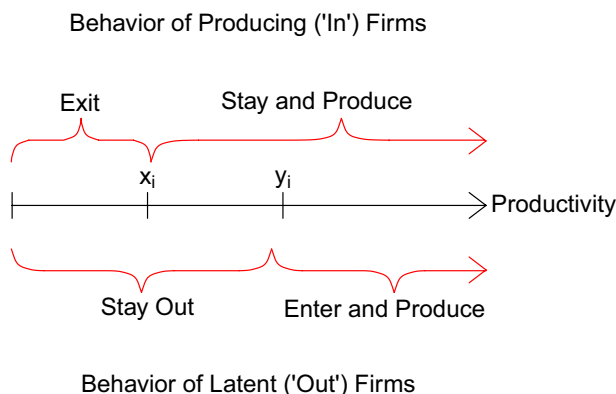 Behavior of Producing ('In') Firms
Exit
Stay and Produce
xi
yi
Productivity
Stay Out
Enter and Produce
Behavior of Latent ('Out') Firms